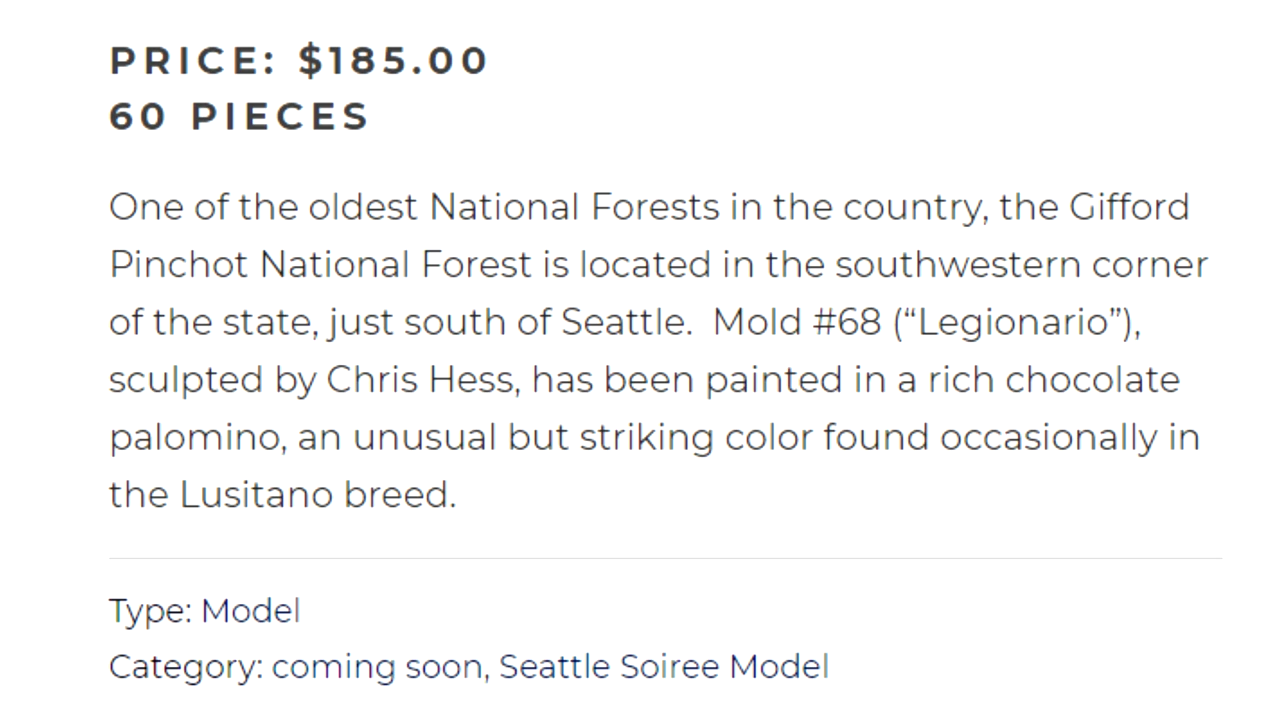 PRICE: $185.00
60 PIECES
One of the oldest National Forests in the country, the Gifford
Pinchot National Forest is located in the southwestern corner
of the state, just south of Seattle.  Mold #68 (“Legionario”),
sculpted by Chris Hess, has been painted in a rich chocolate
palomino, an unusual but striking color found occasionally in
the Lusitano breed.
Type: Model
Category: coming soon, Seattle Soiree Model